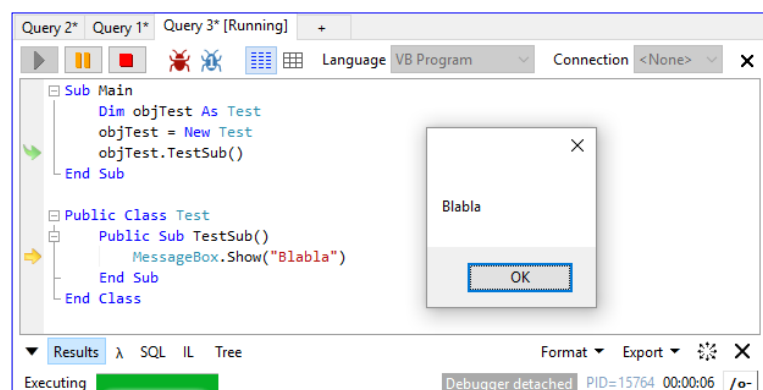 Query 2* Query 1* Query 3* [Running] +
Language VB Program Connection <None>
Sub Main
Dim objTest As Test
objTest = New Test
objTest.TestSub()
End Sub
Public Class Test
Public Sub TestSub()
MessageBox.Show("Blabla")
End Sub
End Class
Blabla
OK
Results λ SQL IL Tree Format Export
Executing Debugger detached PID=15764 00:00:06 /o-